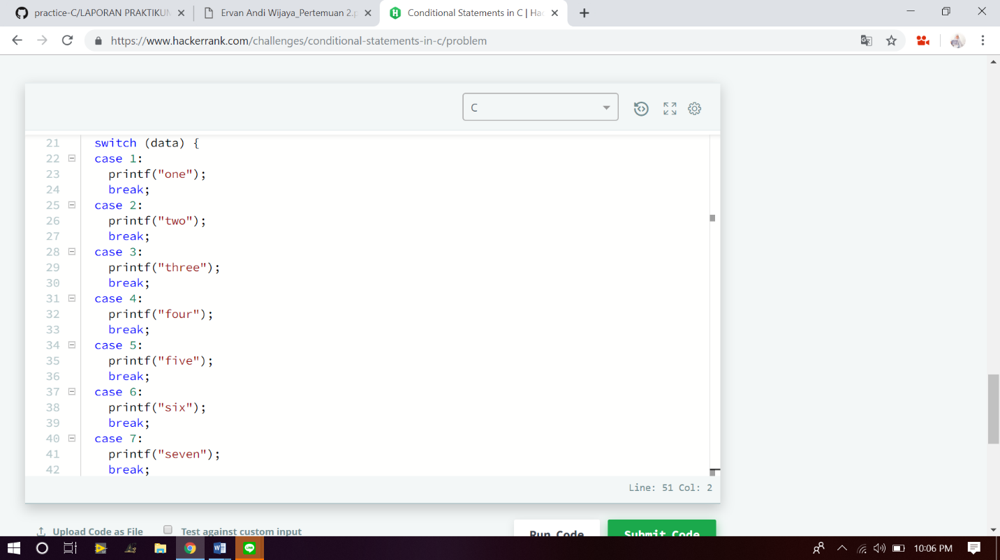 practice-C/LAPORAN PRAKTIKUM
Ervan Andi Wijaya_Pertemuan 2.p
Conditional Statements in C | Hac
https://www.hackerrank.com/challenges/conditional-statements-in-c/problem
C
21 switch (data) {
22 case 1:
23 printf("one");
24 break;
25 case 2:
26 printf("two");
27 break;
28 case 3:
29 printf("three");
30 break;
31 case 4:
32 printf("four");
33 break;
34 case 5:
35 printf("five");
36 break;
37 case 6:
38 printf("six");
39 break;
40 case 7:
41 printf("seven");
42 break;
Line: 51 Col: 2
Upload Code as File
Test against custom input
Run Code
Submit Code
10:06 PM